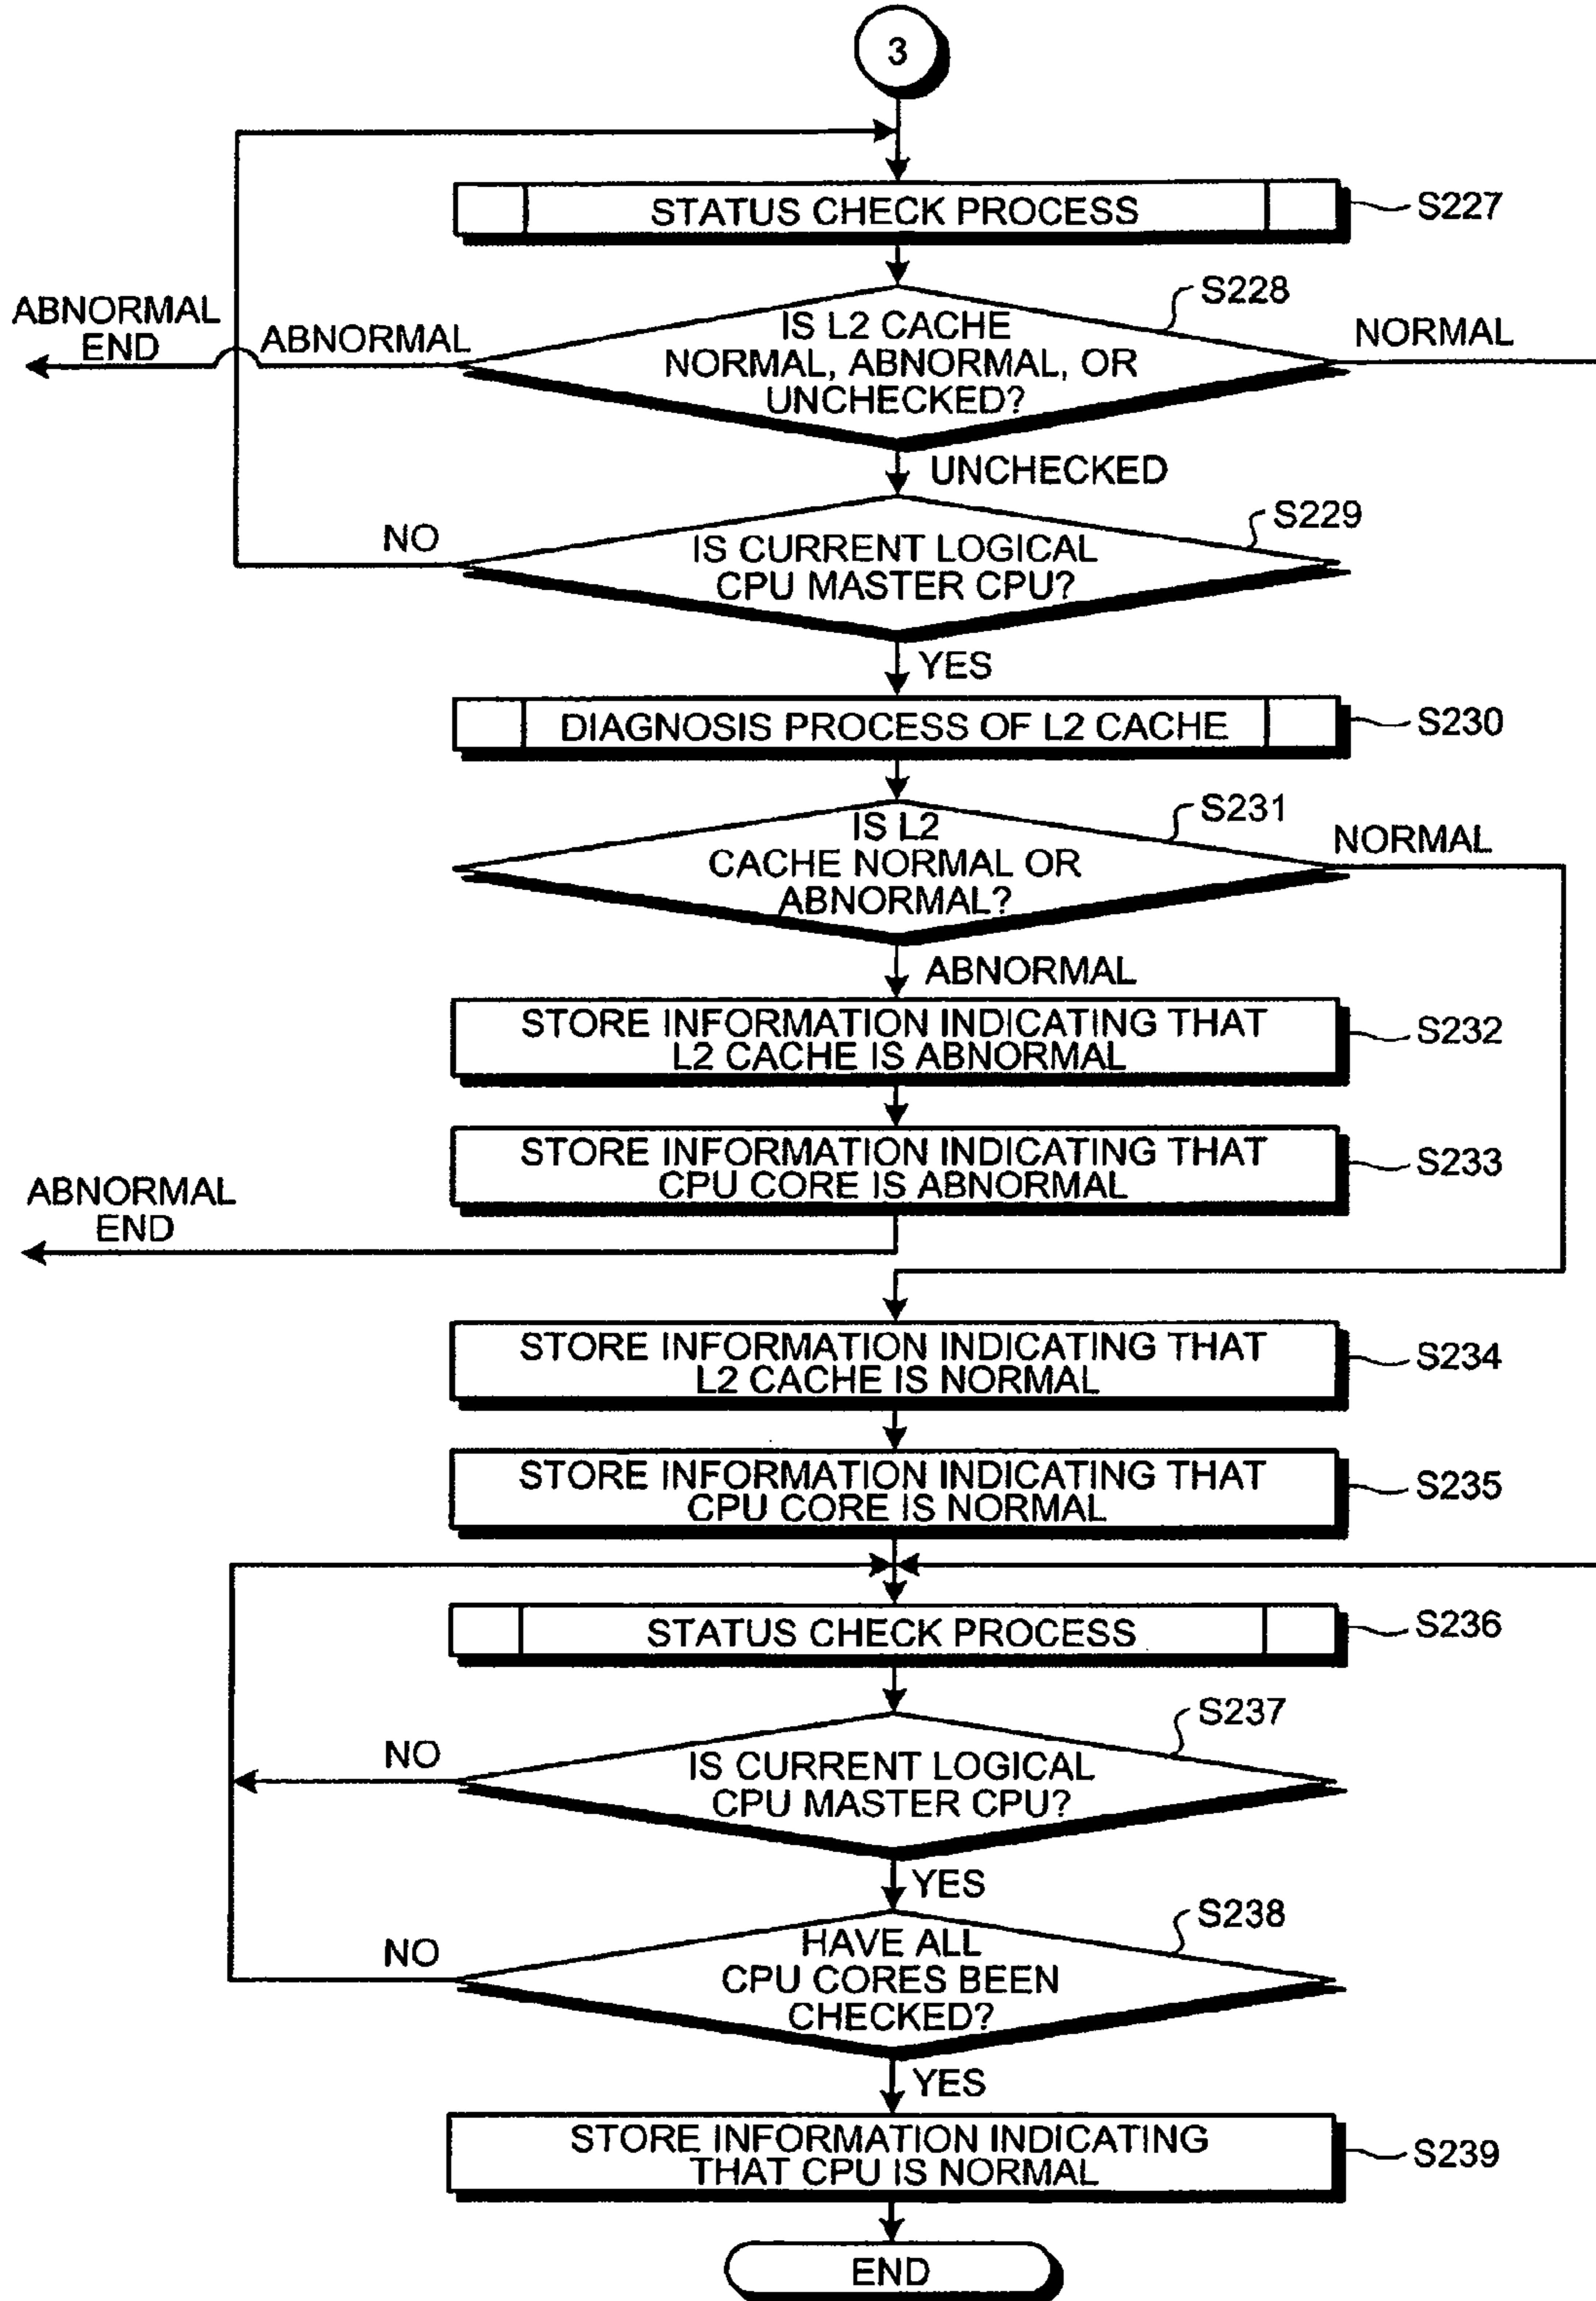 3
STATUS CHECK PROCESS
S227
S228
IS L2 CACHE
NORMAL, ABNORMAL, OR
UNCHECKED?
ABNORMAL
END
ABNORMAL
NORMAL
UNCHECKED
S229
NO
IS CURRENT LOGICAL
CPU MASTER CPU?
YES
DIAGNOSIS PROCESS OF L2 CACHE
S230
S231
IS L2
CACHE NORMAL OR
ABNORMAL?
NORMAL
ABNORMAL
STORE INFORMATION INDICATING THAT
L2 CACHE IS ABNORMAL
S232
STORE INFORMATION INDICATING THAT
CPU CORE IS ABNORMAL
S233
ABNORMAL
END
STORE INFORMATION INDICATING THAT
L2 CACHE IS NORMAL
S234
STORE INFORMATION INDICATING THAT
CPU CORE IS NORMAL
S235
STATUS CHECK PROCESS
S236
S237
NO
IS CURRENT LOGICAL
CPU MASTER CPU?
YES
S238
NO
HAVE ALL
CPU CORES BEEN
CHECKED?
YES
STORE INFORMATION INDICATING
THAT CPU IS NORMAL
S239
END